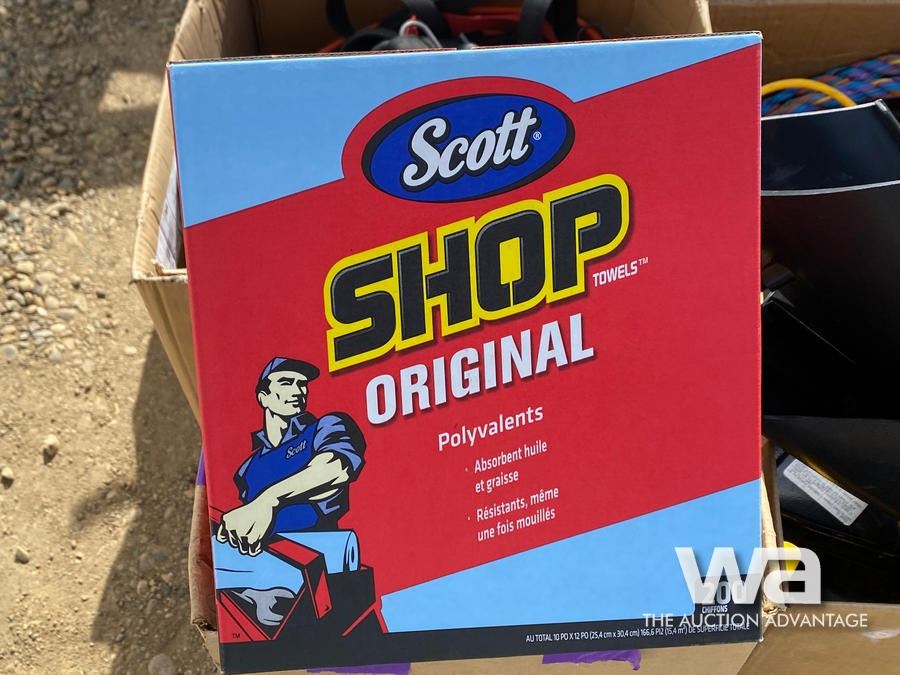 Scott®
SHOP
TOWELS™
ORIGINAL
Polyvalents
· Absorbent huile
et graisse
· Résistants, même
une fois mouillés
Scott
200
CHIFFONS
TM
AU TOTAL 10 PO X 12 PO (25,4 cm x 30,4 cm) 166.6 PI2 (15,4 m²) DE SUPERFICIE TOTALE
wa
THE AUCTION ADVANTAGE